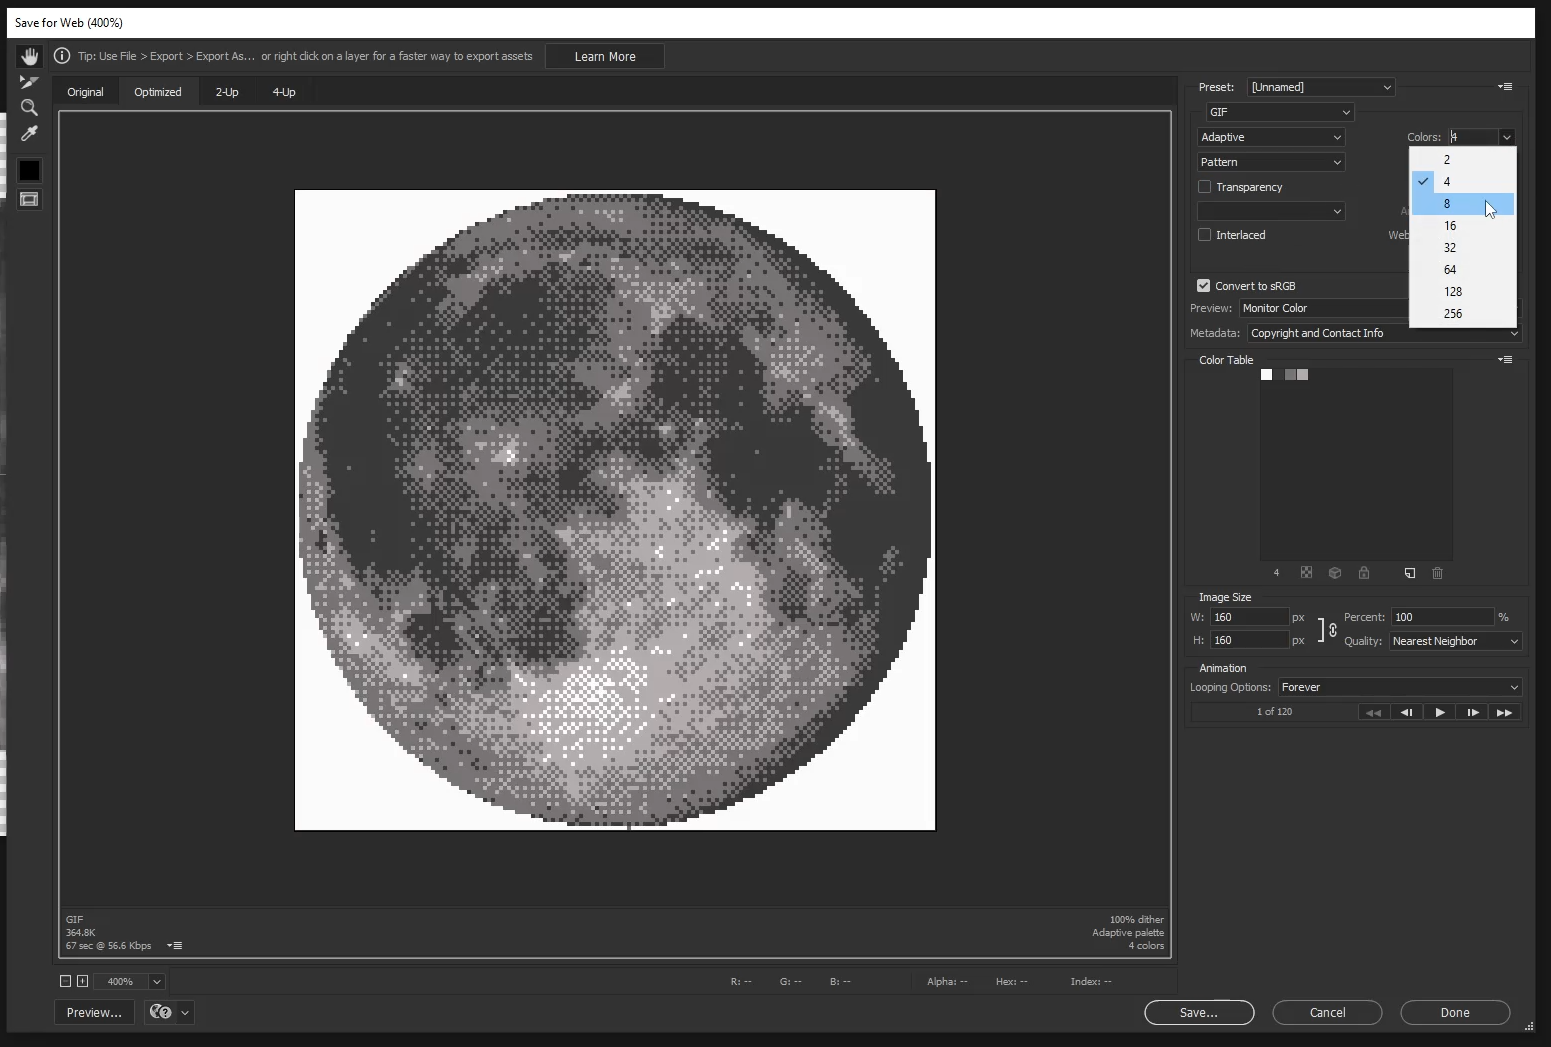 Save for Web (400%)
Tip: Use File > Export > Export As... or right click on a layer for a faster way to export assets
Learn More
Original
Optimized
2-Up
4-Up
Preset: [Unnamed]
GIF
Adaptive
Colors: 4
Pattern
2
4
8
16
32
64
128
256
Transparency
Interlaced
Web
Convert to sRGB
Preview: Monitor Color
Metadata: Copyright and Contact Info
Color Table
4
Image Size
W: 160 px
Percent: 100 %
H: 160 px
Quality: Nearest Neighbor
Animation
Looping Options: Forever
1 of 120
GIF
364.8K
67 sec @ 56.6 Kbps
100% dither
Adaptive palette
4 colors
400%
R: --
G: --
B: --
Alpha: --
Hex: --
Index: --
Preview...
Save...
Cancel
Done